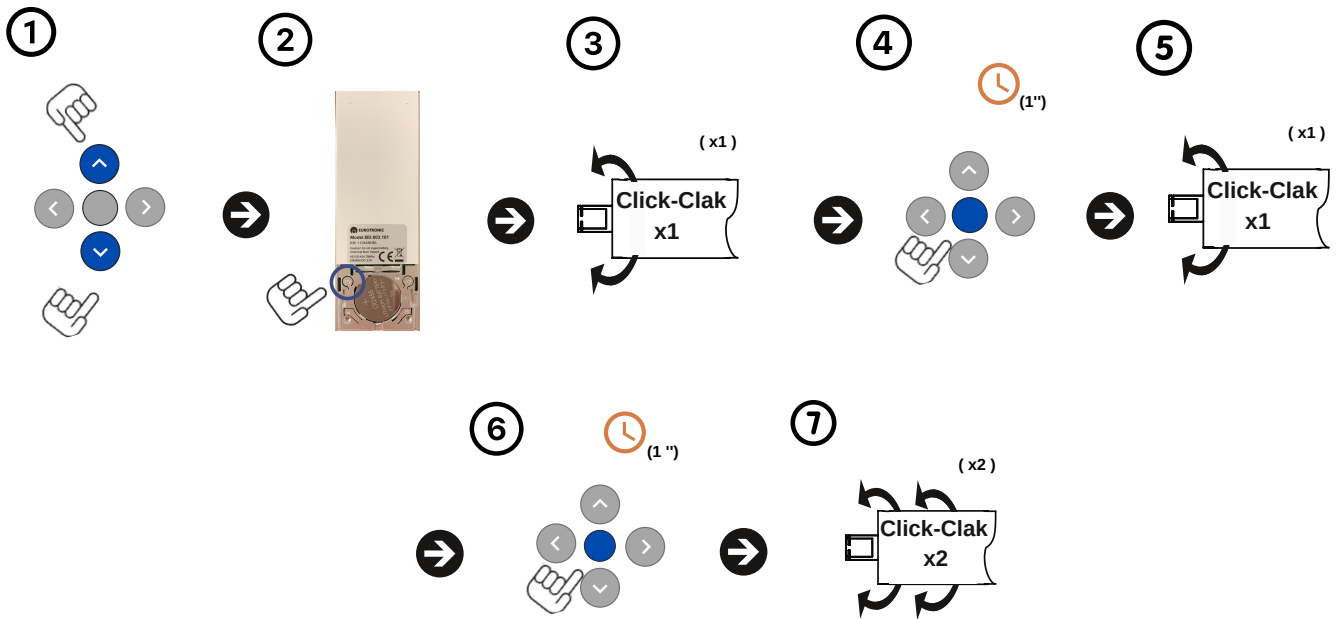 1
2
3
4
5
(1'')
( x1 )
( x1 )
Click-Clak
x1
Click-Clak
x1
EUROTRONIC
6
7
(1 '')
( x2 )
Click-Clak
x2